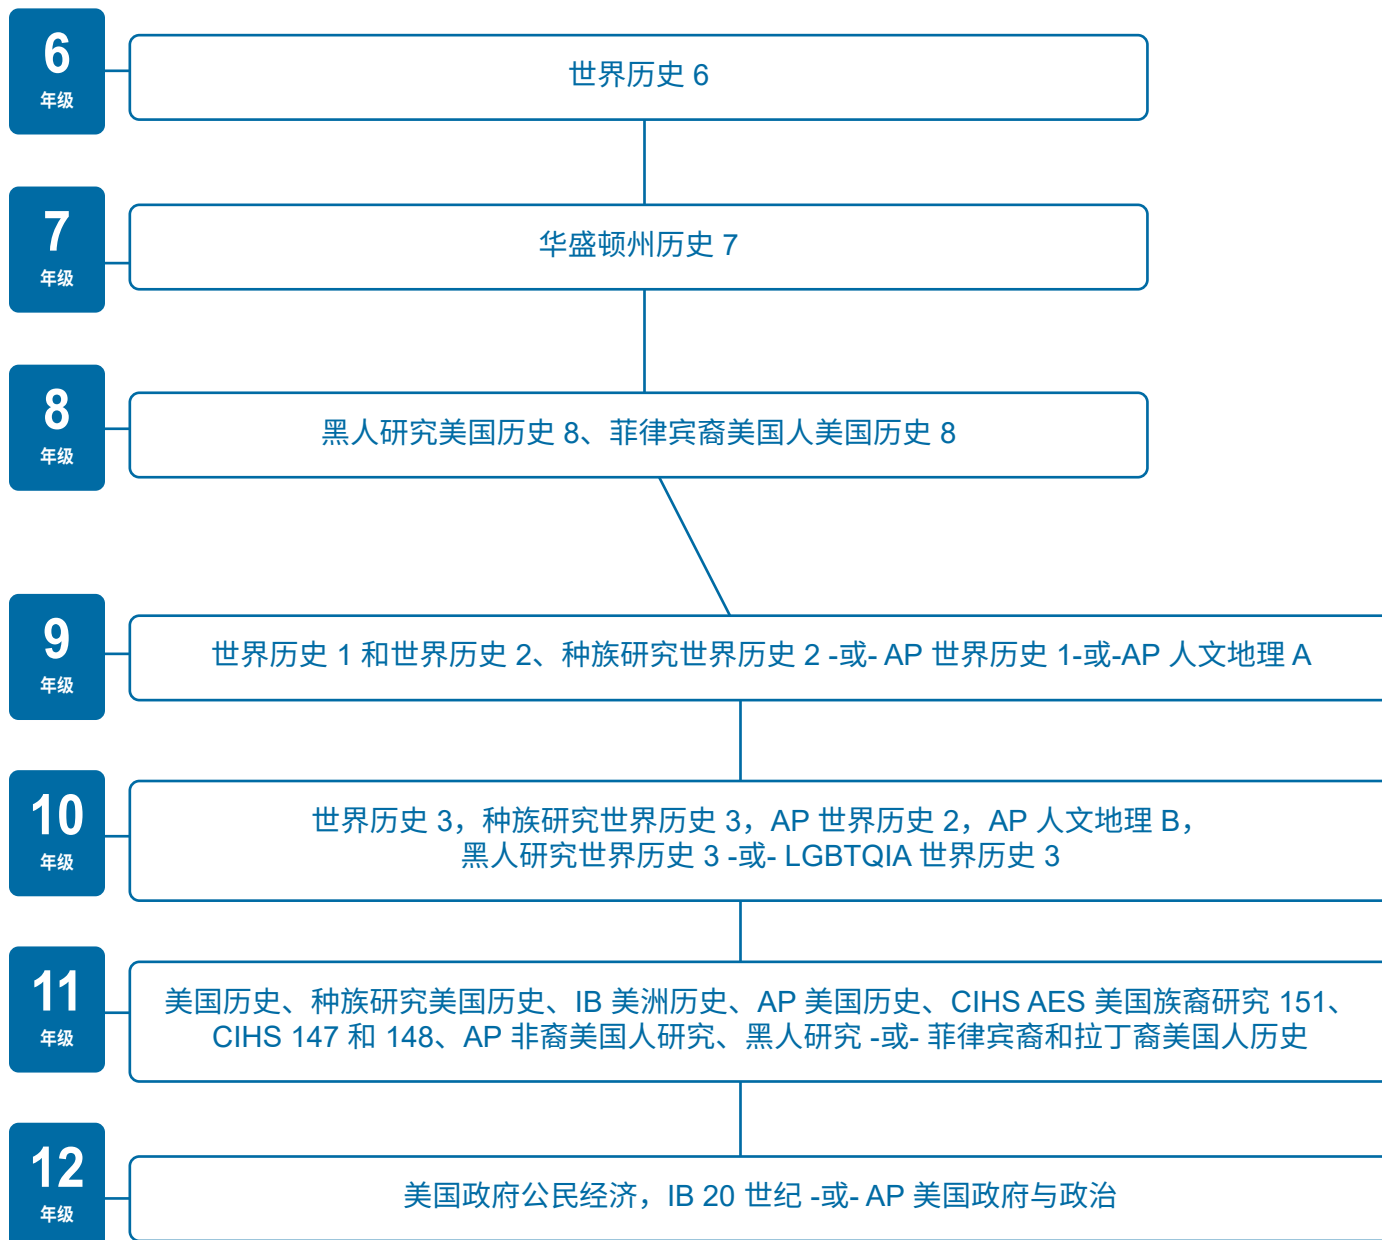 6
年级
世界历史 6
7
年级
华盛顿州历史 7
8
年级
黑人研究美国历史 8、菲律宾裔美国人美国历史 8
9
年级
世界历史 1 和世界历史 2、种族研究世界历史 2 -或- AP 世界历史 1-或-AP 人文地理 A
10
年级
世界历史 3，种族研究世界历史 3，AP 世界历史 2，AP 人文地理 B，
黑人研究世界历史 3 -或- LGBTQIA 世界历史 3
11
年级
美国历史、种族研究美国历史、IB 美洲历史、AP 美国历史、CIHS AES 美国族裔研究 151、
CIHS 147 和 148、AP 非裔美国人研究、黑人研究 -或- 菲律宾裔和拉丁裔美国人历史
12
年级
美国政府公民经济，IB 20 世纪 -或- AP 美国政府与政治